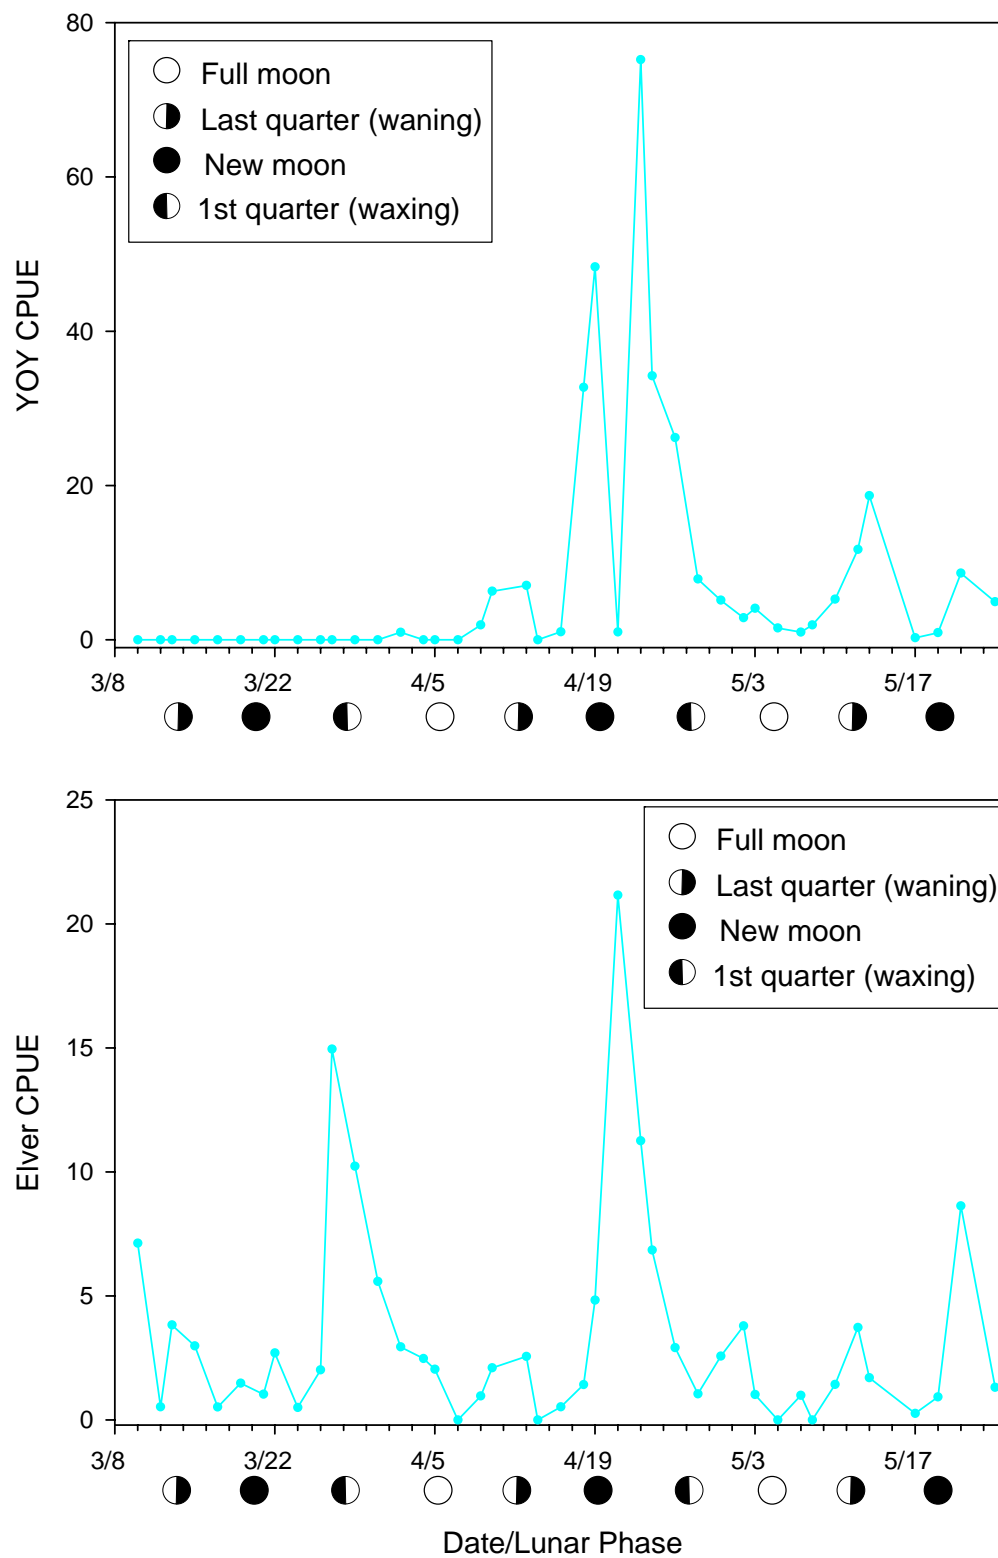 80
Full moon
Last quarter (waning)
New moon
1st quarter (waxing)
60
40
20
0
YOY CPUE
3/8 3/22 4/5 4/19 5/3 5/17
25
Full moon
Last quarter (waning)
New moon
1st quarter (waxing)
20
15
10
5
0
Elver CPUE
3/8 3/22 4/5 4/19 5/3 5/17
Date/Lunar Phase